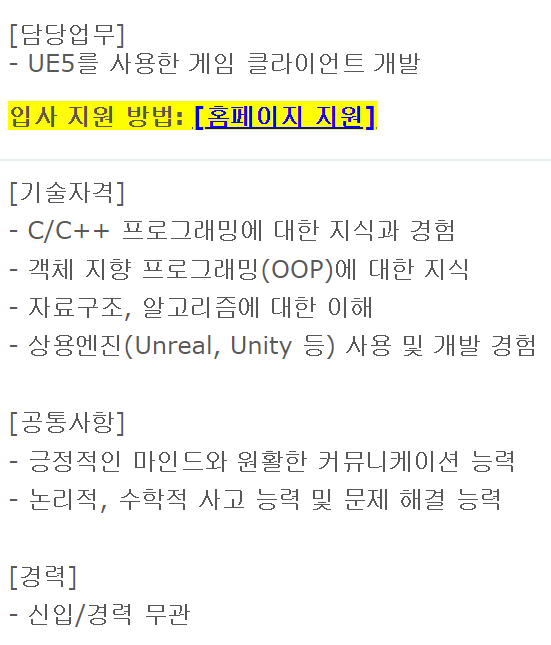 [담당업무]
- UE5를 사용한 게임 클라이언트 개발
입사 지원 방법: [홈페이지 지원]
[기술자격]
- C/C++ 프로그래밍에 대한 지식과 경험
- 객체 지향 프로그래밍(OOP)에 대한 지식
- 자료구조, 알고리즘에 대한 이해
- 상용엔진(Unreal, Unity 등) 사용 및 개발 경험
[공통사항]
- 긍정적인 마인드와 원활한 커뮤니케이션 능력
- 논리적, 수학적 사고 능력 및 문제 해결 능력
[경력]
- 신입/경력 무관